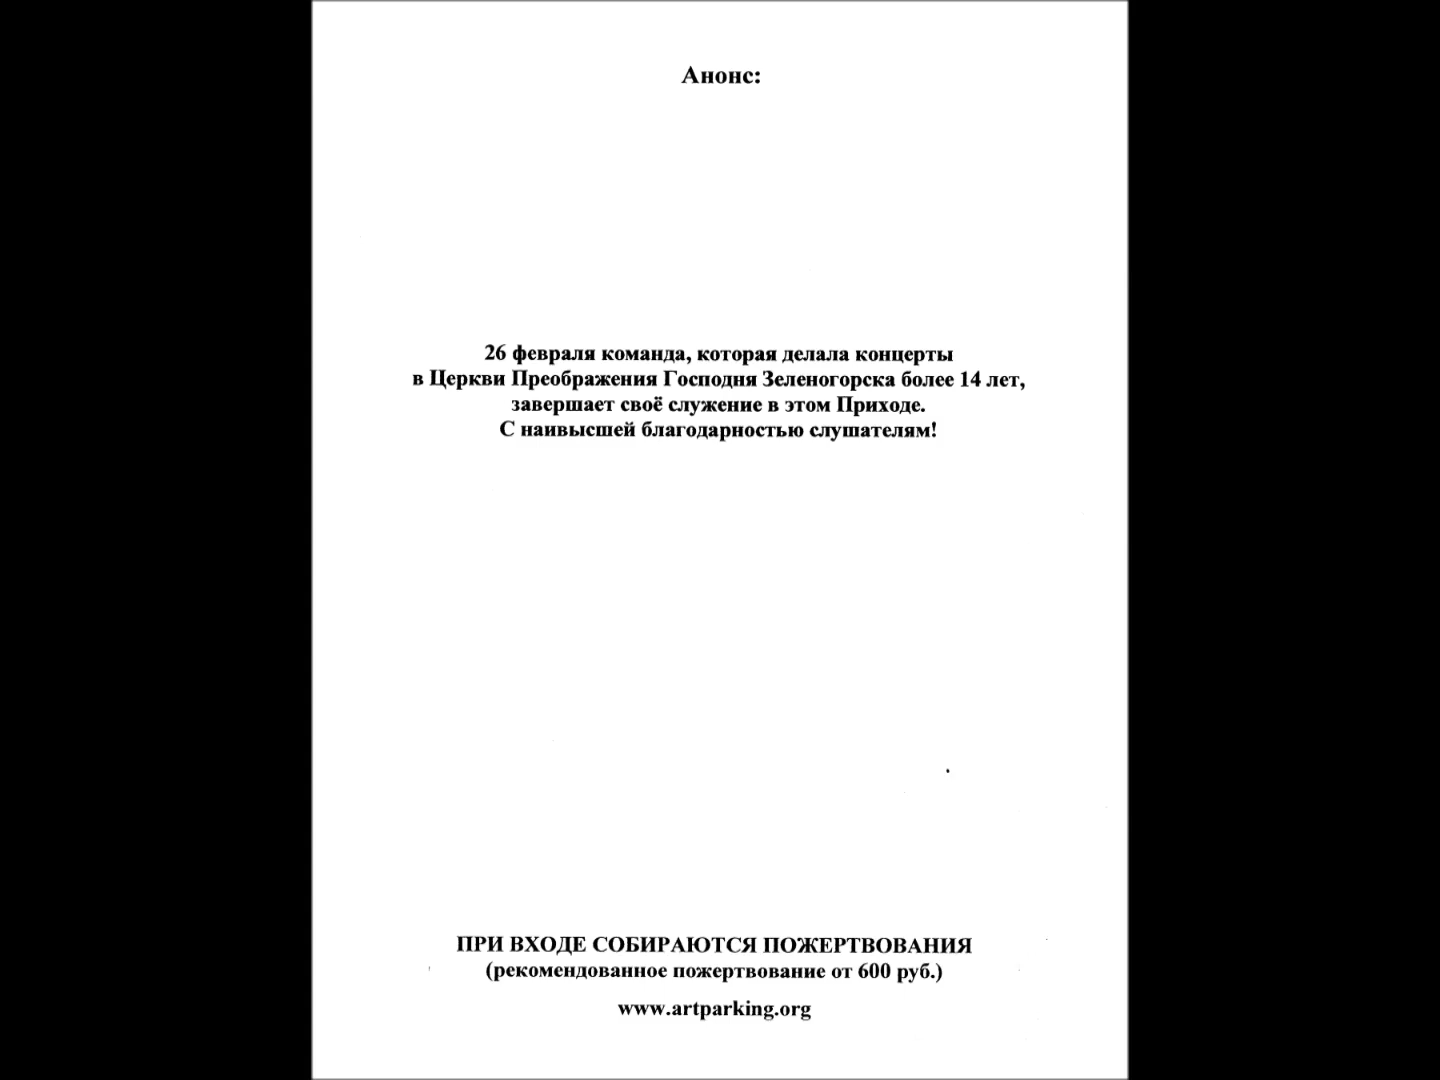 Анонс:
26 февраля команда, которая делала концерты
в Церкви Преображения Господня Зеленогорска более 14 лет,
завершает своё служение в этом Приходе.
С наивысшей благодарностью слушателям!
ПРИ ВХОДЕ СОБИРАЮТСЯ ПОЖЕРТВОВАНИЯ
(рекомендованное пожертвование от 600 руб.)
www.artparking.org